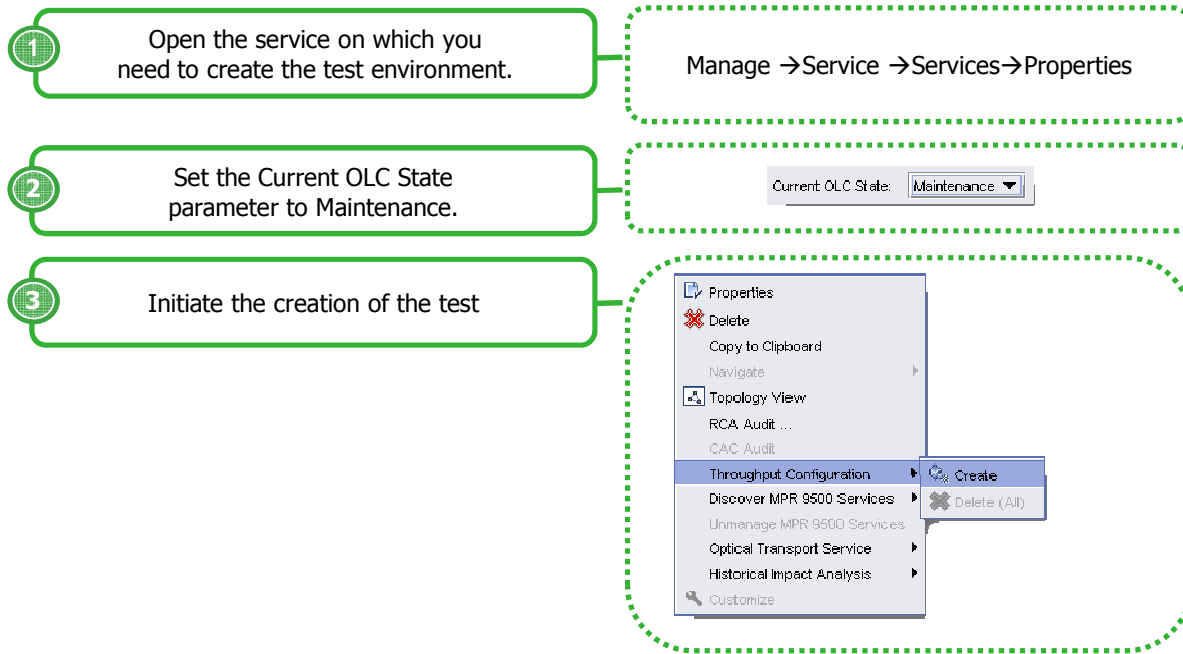 1
Open the service on which you
need to create the test environment.
Manage →Service →Services→Properties
2
Set the Current OLC State
parameter to Maintenance.
Current OLC State: Maintenance
3
Initiate the creation of the test
Properties
Delete
Copy to Clipboard
Navigate
Topology View
RCA Audit ...
CAC Audit
Throughput Configuration
Create
Discover MPR 9500 Services
Delete (All)
Unmanage MPR 9500 Services
Optical Transport Service
Historical Impact Analysis
Customize